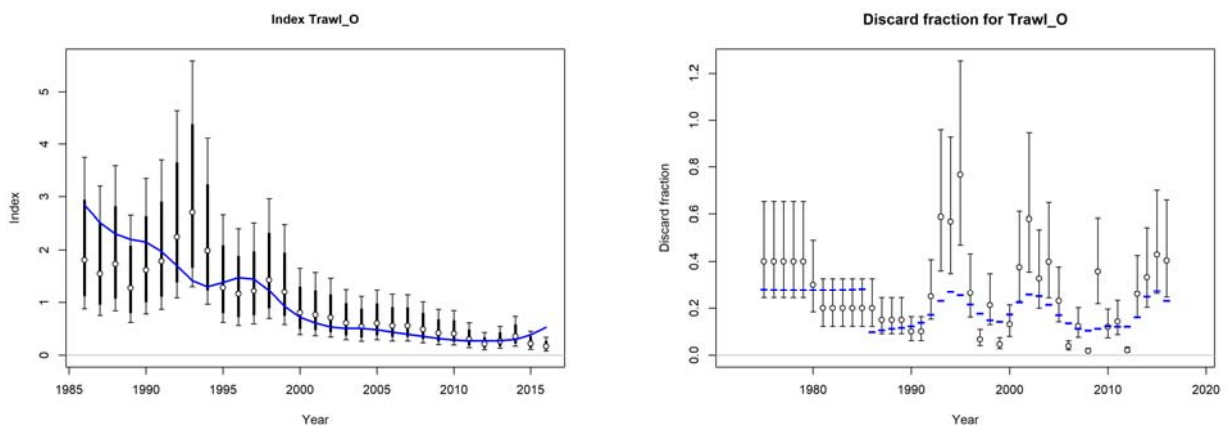 Index Trawl_O
Index
5
4
3
2
1
0
1985 1990 1995 2000 2005 2010 2015
Year
Discard fraction for Trawl_O
Discard fraction
1.2
1.0
0.8
0.6
0.4
0.2
0.0
1980 1990 2000 2010 2020
Year